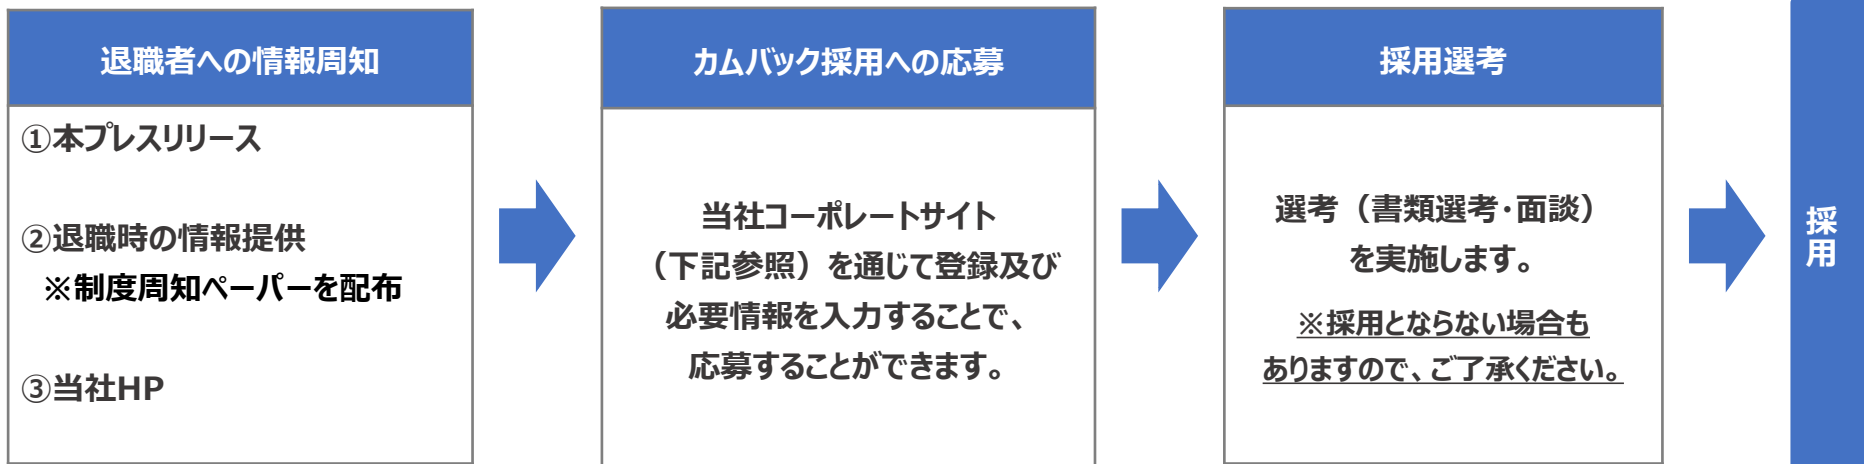 退職者への情報周知
①本プレスリリース
②退職時の情報提供
※制度周知ペーパーを配布
③当社HP
カムバック採用への応募
当社コーポレートサイト
（下記参照）を通じて登録及び
必要情報を入力することで、
応募することができます。
採用選考
選考（書類選考･面談）
を実施します。
※採用とならない場合も
ありますので、ご了承ください。
採用